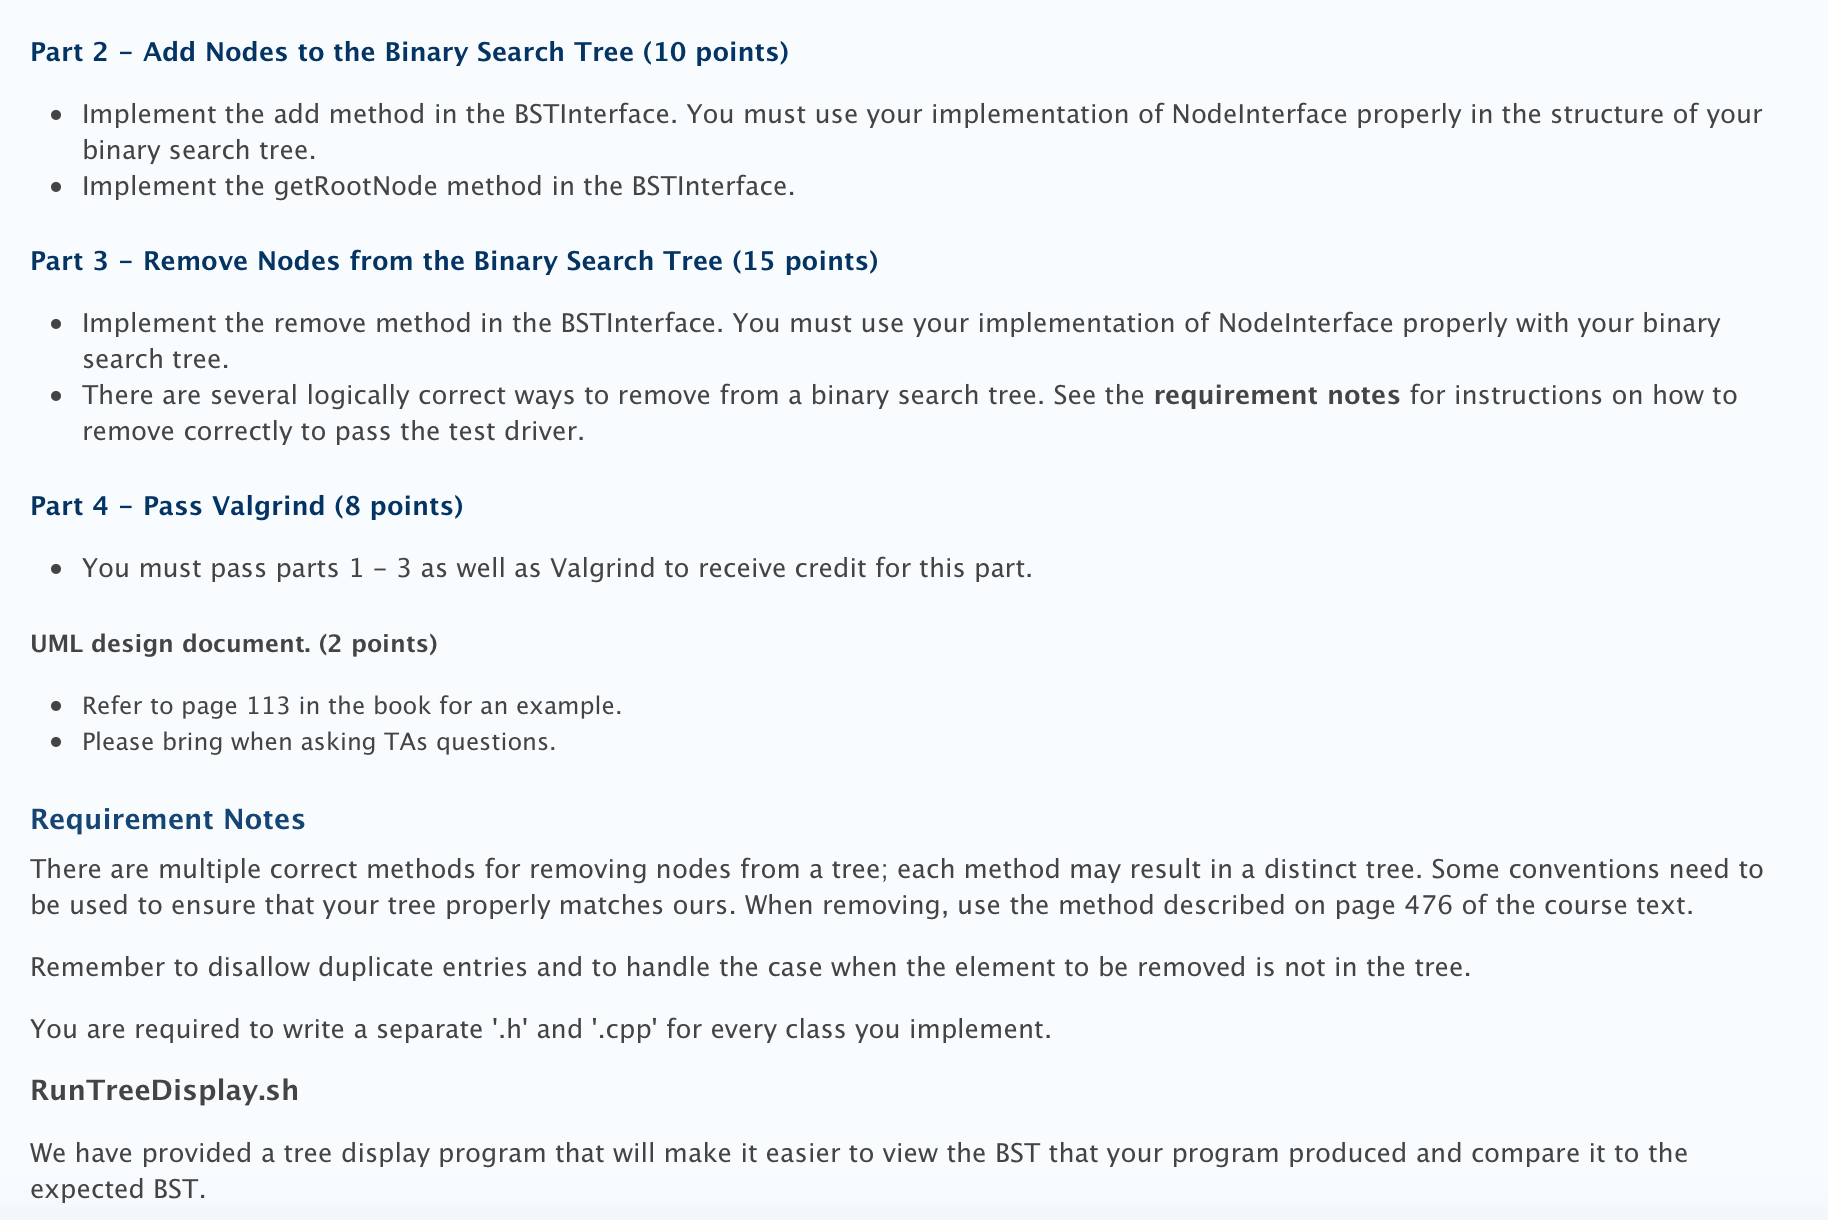 Part 2 – Add Nodes to the Binary Search Tree (10 points)
• Implement the add method in the BSTInterface. You must use your implementation of NodeInterface properly in the structure of your
binary search tree.
• Implement the getRootNode method in the BSTInterface.
Part 3 – Remove Nodes from the Binary Search Tree (15 points)
• Implement the remove method in the BSTInterface. You must use your implementation of NodeInterface properly with your binary
search tree.
• There are several logically correct ways to remove from a binary search tree. See the requirement notes for instructions on how to
remove correctly to pass the test driver.
Part 4 – Pass Valgrind (8 points)
• You must pass parts 1 – 3 as well as Valgrind to receive credit for this part.
UML design document. (2 points)
• Refer to page 113 in the book for an example.
• Please bring when asking TAs questions.
Requirement Notes
There are multiple correct methods for removing nodes from a tree; each method may result in a distinct tree. Some conventions need to
be used to ensure that your tree properly matches ours. When removing, use the method described on page 476 of the course text.
Remember to disallow duplicate entries and to handle the case when the element to be removed is not in the tree.
You are required to write a separate '.h' and '.cpp' for every class you implement.
RunTreeDisplay.sh
We have provided a tree display program that will make it easier to view the BST that your program produced and compare it to the
expected BST.